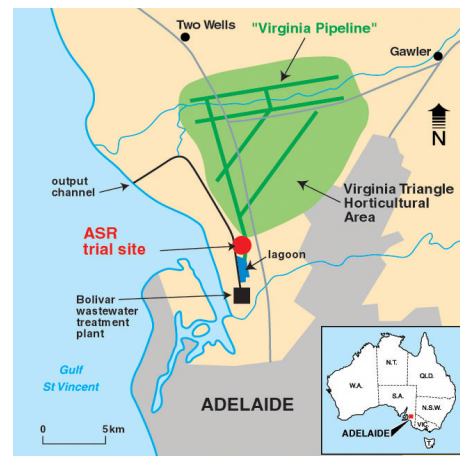 Two Wells
"Virginia Pipeline"
Gawler
N
output
channel
Virginia Triangle
Horticultural
Area
ASR
trial site
lagoon
Bolivar
wastewater
treatment
plant
Gulf
St Vincent
ADELAIDE
0 5km
W.A.
N.T.
QLD.
S.A.
N.S.W.
VIC.
T.
ADELAIDE